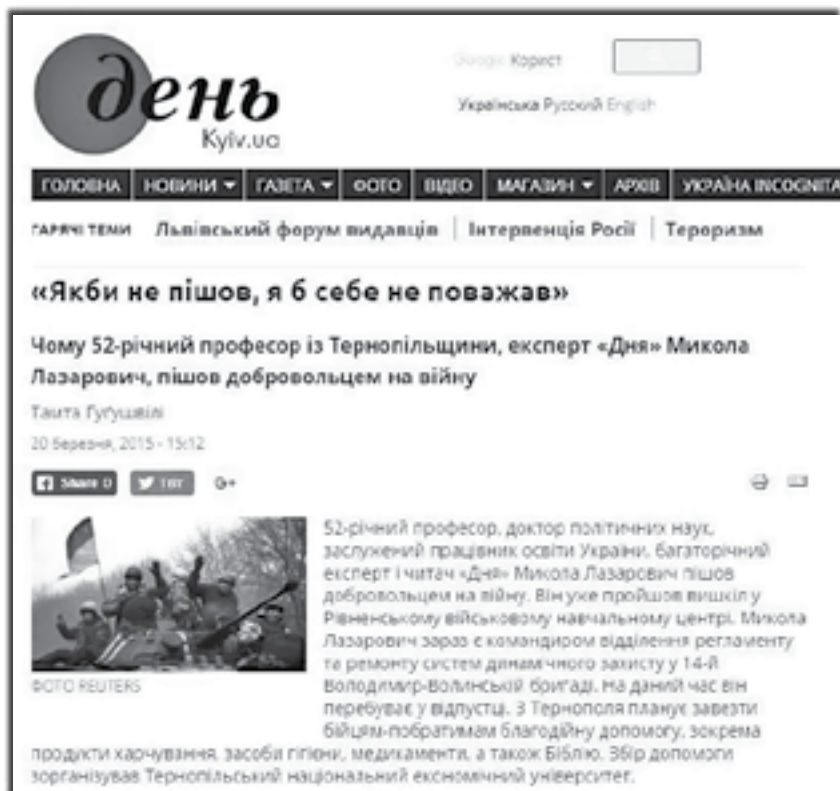 день
Kyiv.ua
Google Корист
Українська Русский English
ГОЛОВНА НОВИНИ ГАЗЕТА ФОТО ВІДЕО МАГАЗИН АРХІВ УКРАЇНА INCOGNITA
ГАРЯЧІ ТЕМИ Львівський форум видавців Інтервенція Росії Тероризм
«Якби не пішов, я б себе не поважав»
Чому 52-річний професор із Тернопільщини, експерт «Дня» Микола
Лазарович, пішов добровольцем на війну
Таїта Гугушвілі
20 березня, 2015 - 15:12
Share 0 Твіт G+
52-річний професор, доктор політичних наук,
заслужений працівник освіти України, багаторічний
експерт і читач «Дня» Микола Лазарович пішов
добровольцем на війну. Він уже пройшов вишкіл у
Рівненському військовому навчальному центрі. Микола
Лазарович зараз є командиром відділення регламенту
та ремонту систем динамічного захисту у 14-й
Володимир-Волинській бригаді. На даний час він
перебуває у відпустці. З Тернополя планує завезти
бійцям-побратимам благодійну допомогу, зокрема
продукти харчування, засоби гігієни, медикаменти, а також Біблію. Збір допомоги
зорганізував Тернопільський національний економічний університет.
ФОТО REUTERS